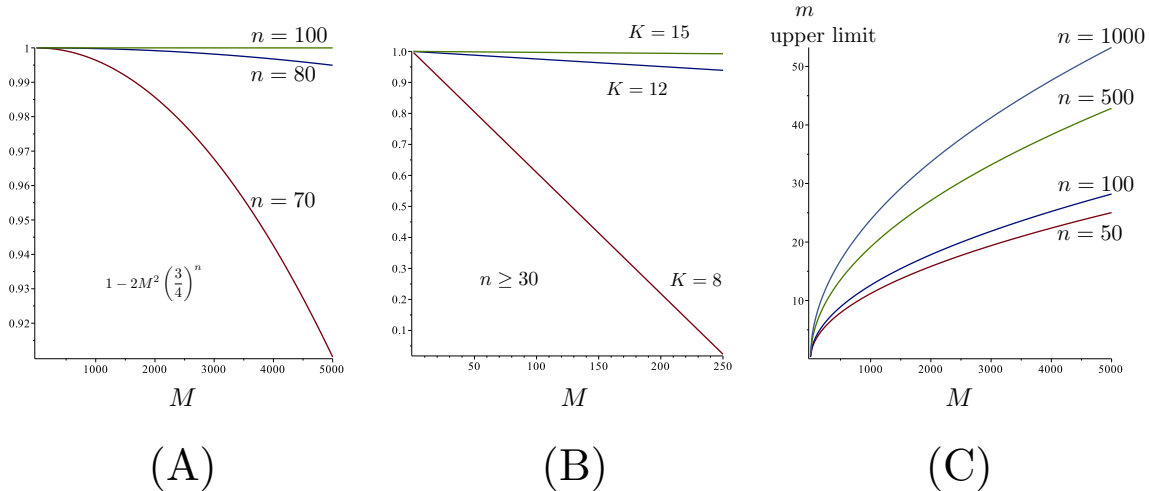 n = 100
1
n = 80
0.99
0.98
0.97
0.96
n = 70
0.95
0.94
0.93
1 − 2M² (3/4)ⁿ
0.92
1000 2000 3000 4000 5000
M
(A)
K = 15
1.0
K = 12
0.9
0.8
0.7
0.6
0.5
0.4
0.3
n ≥ 30
K = 8
0.2
0.1
50 100 150 200 250
M
(B)
m
upper limit
n = 1000
50
n = 500
40
30
n = 100
n = 50
20
10
1000 2000 3000 4000 5000
M
(C)